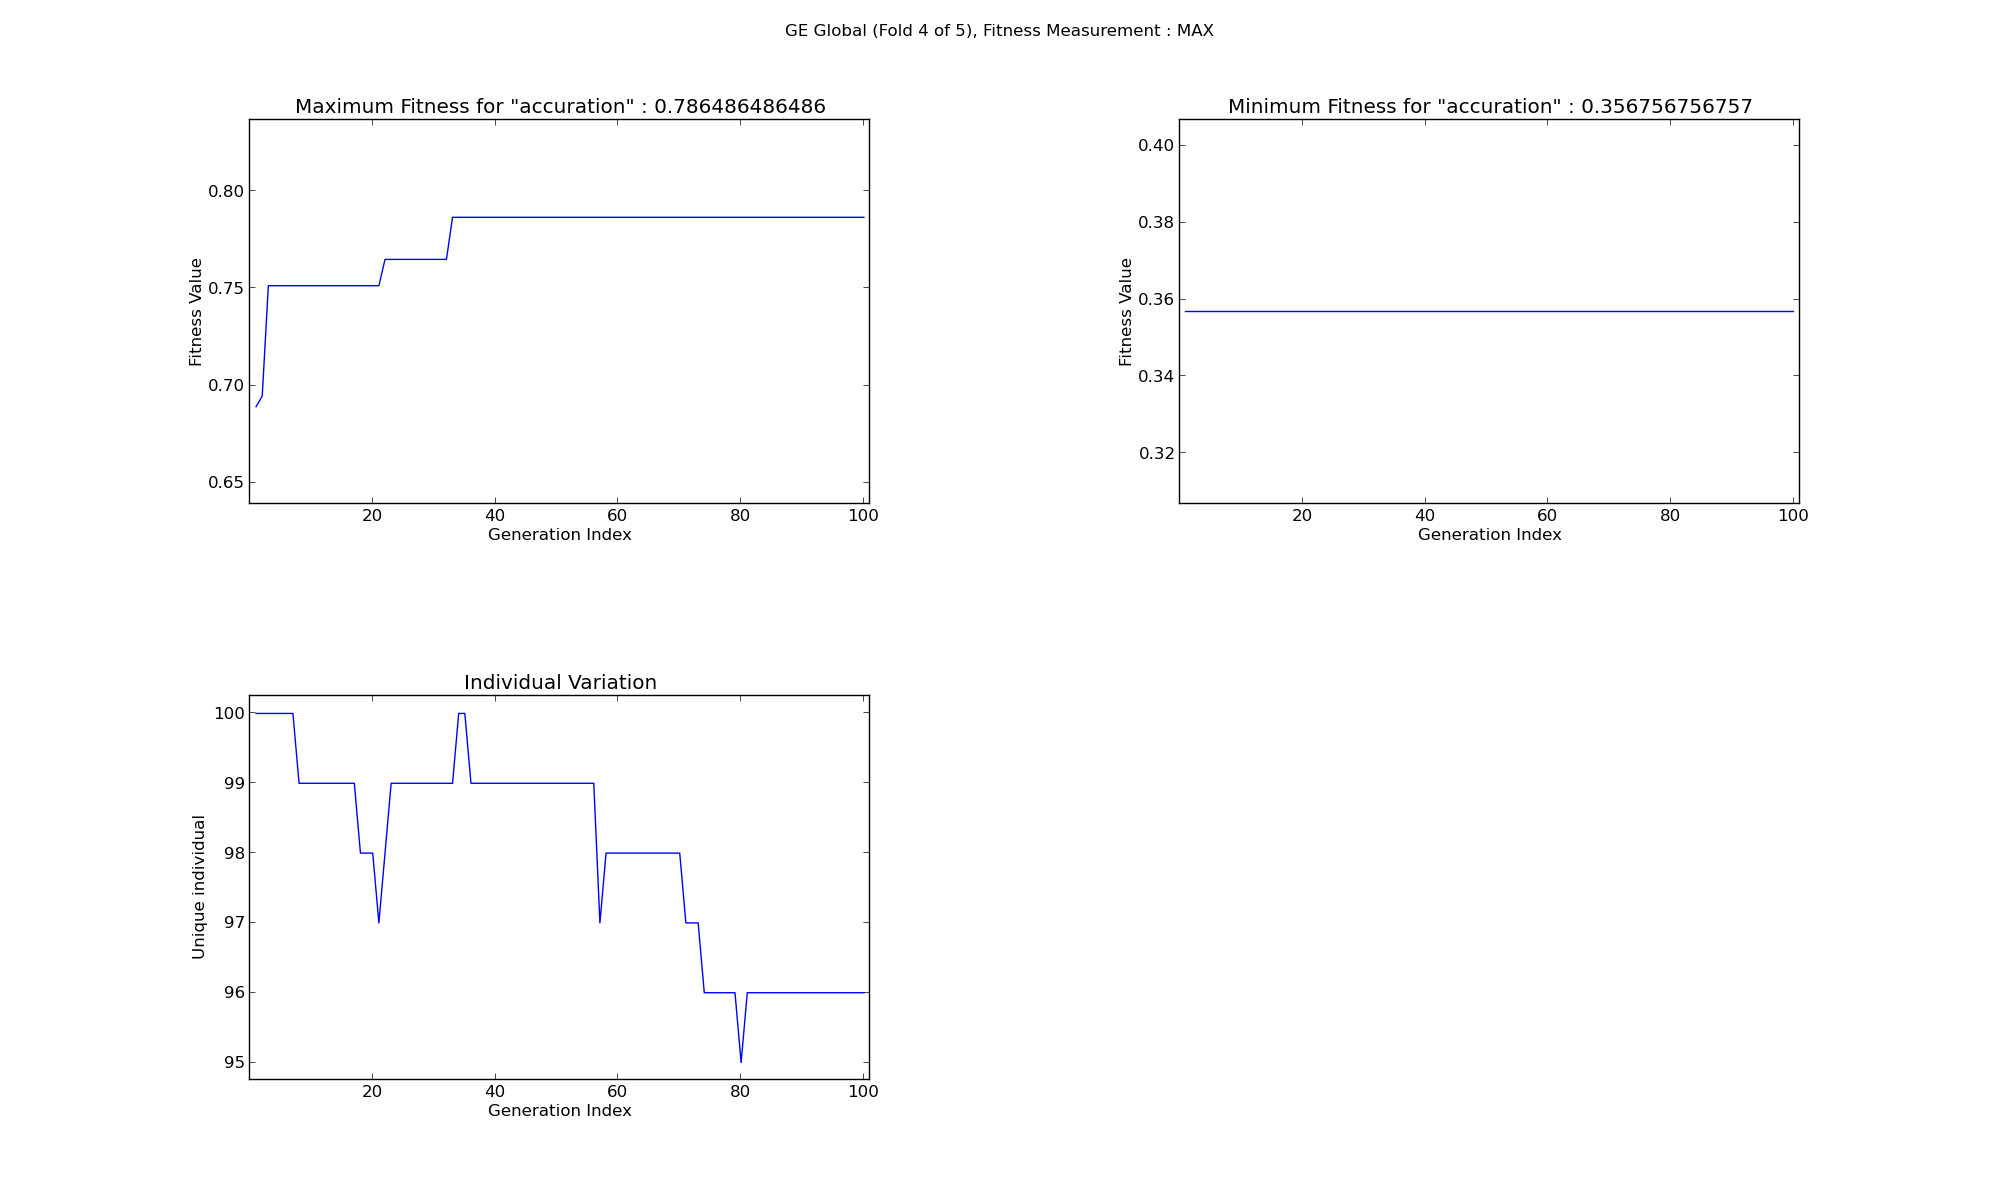 GE Global (Fold 4 of 5), Fitness Measurement : MAX
Maximum Fitness for "accuration" : 0.786486486486
0.80
0.75
0.70
0.65
Fitness Value
20 40 60 80 100
Generation Index
Minimum Fitness for "accuration" : 0.356756756757
0.40
0.38
0.36
0.34
0.32
Fitness Value
20 40 60 80 100
Generation Index
Individual Variation
100
99
98
97
96
95
Unique individual
20 40 60 80 100
Generation Index